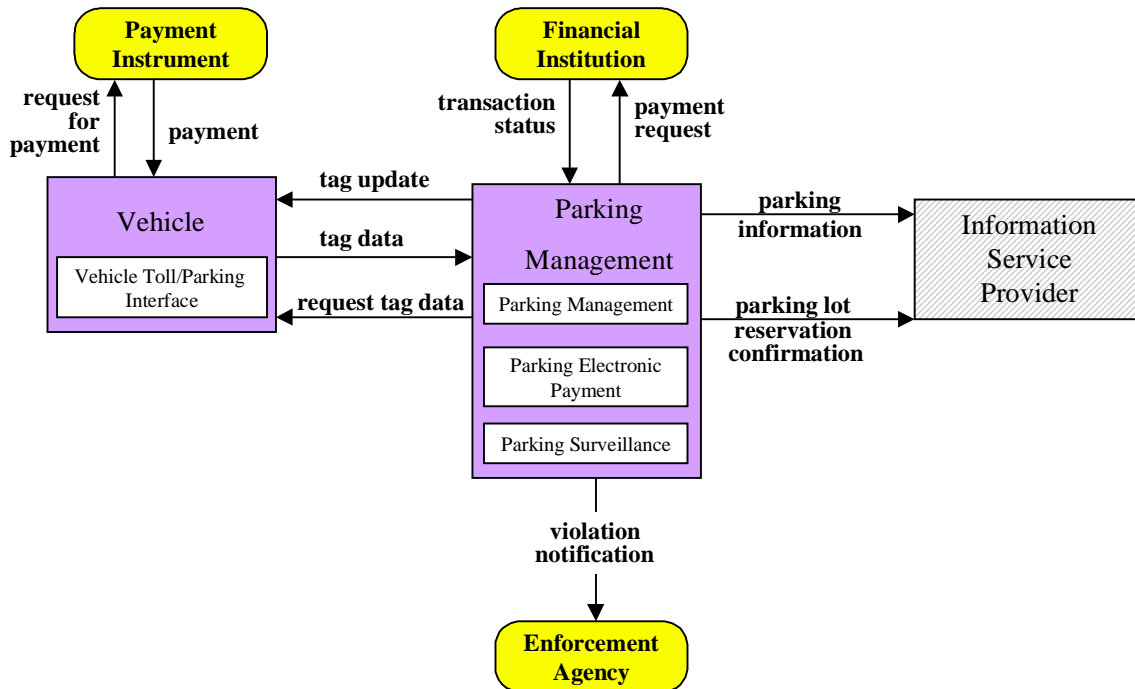 Payment
Instrument
Financial
Institution
request
for
payment
payment
transaction
status
payment
request
tag update
tag data
request tag data
Vehicle
Vehicle Toll/Parking
Interface
Parking
Management
Parking Management
Parking Electronic
Payment
Parking Surveillance
parking
information
parking lot
reservation
confirmation
Information
Service
Provider
violation
notification
Enforcement
Agency